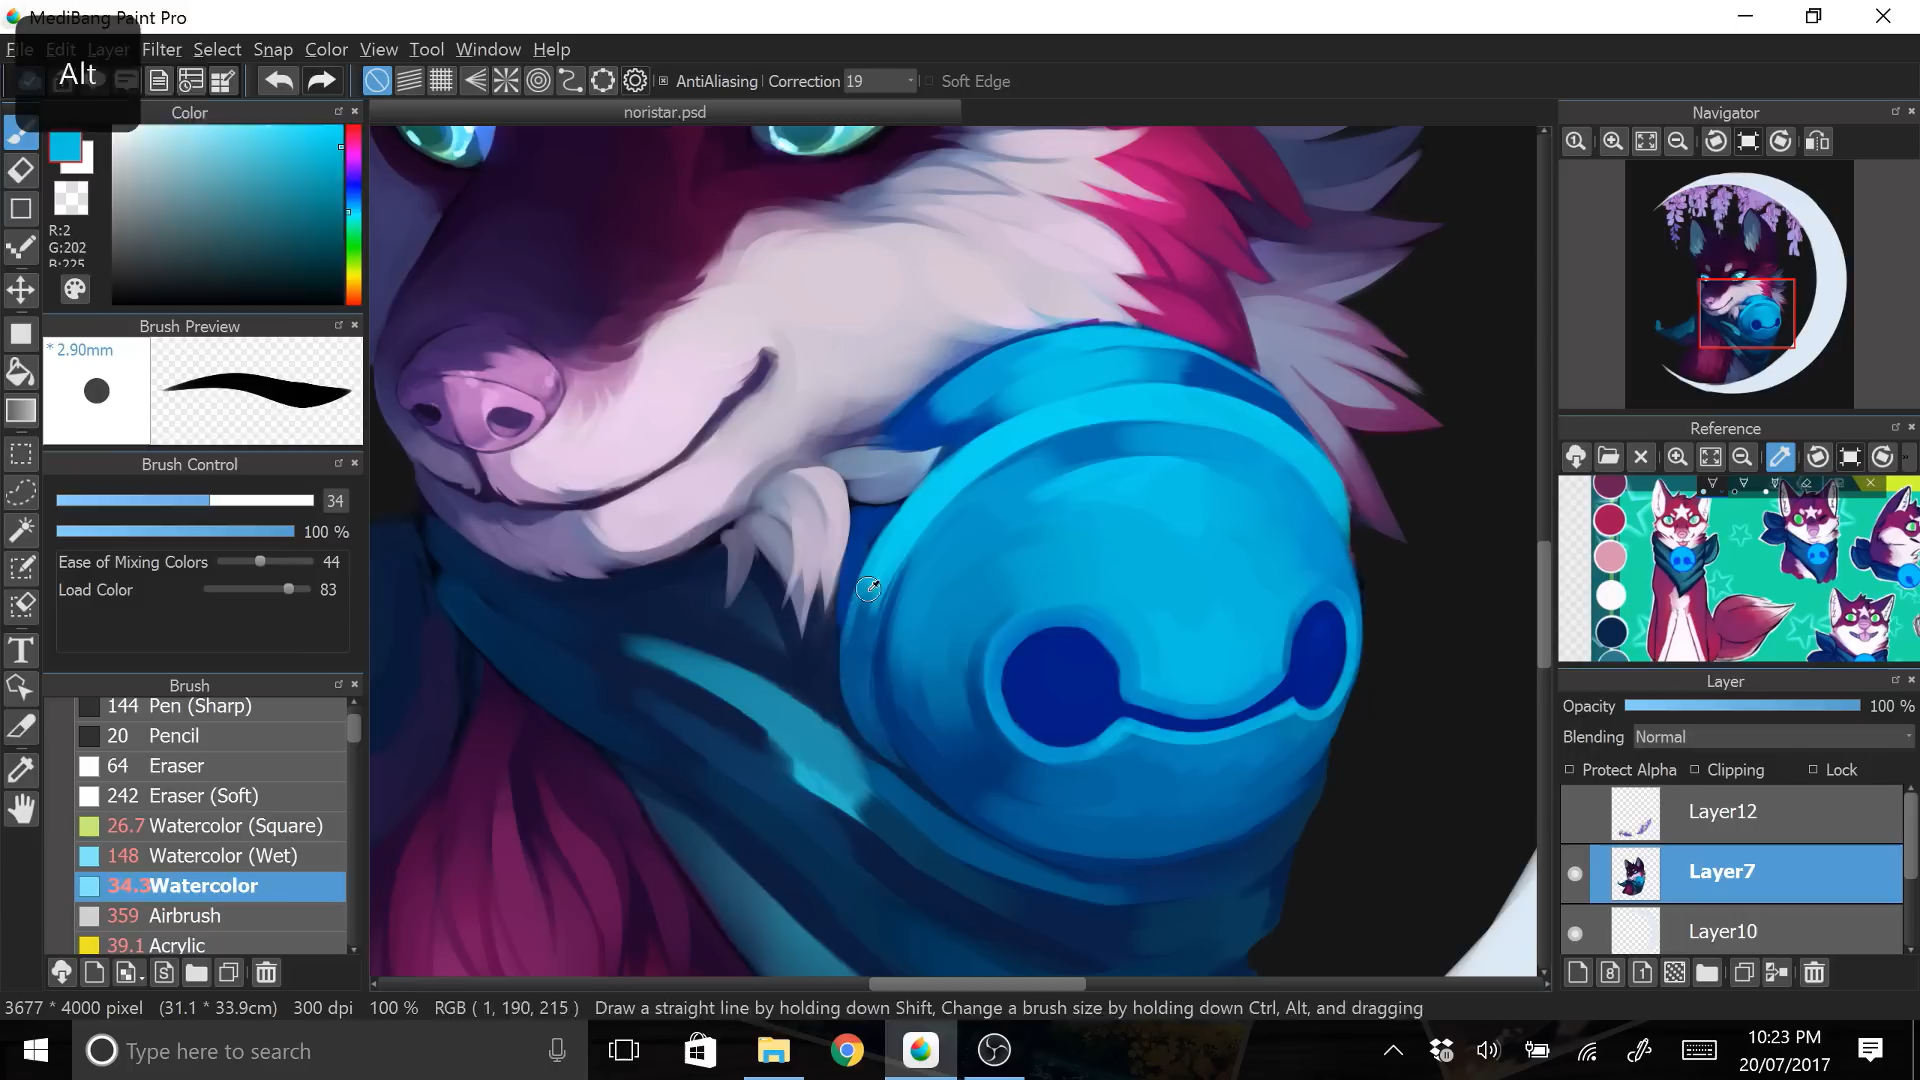 MediBang Paint Pro
File Edit Layer Filter Select Snap Color View Tool Window Help
Alt
AntiAliasing Correction 19 Soft Edge
Color
noristar.psd
Navigator
R:2
G:202
B:225
Brush Preview
* 2.90mm
Reference
Brush Control
34
100 %
Ease of Mixing Colors 44
Load Color 83
Brush
144 Pen (Sharp)
20 Pencil
64 Eraser
242 Eraser (Soft)
26.7 Watercolor (Square)
148 Watercolor (Wet)
34.3 Watercolor
359 Airbrush
39.1 Acrylic
Layer
Opacity 100 %
Blending Normal
Protect Alpha Clipping Lock
Layer12
Layer7
Layer10
3677 * 4000 pixel (31.1 * 33.9cm) 300 dpi 100 % RGB ( 1, 190, 215 ) Draw a straight line by holding down Shift, Change a brush size by holding down Ctrl, Alt, and dragging
Type here to search
10:23 PM
20/07/2017